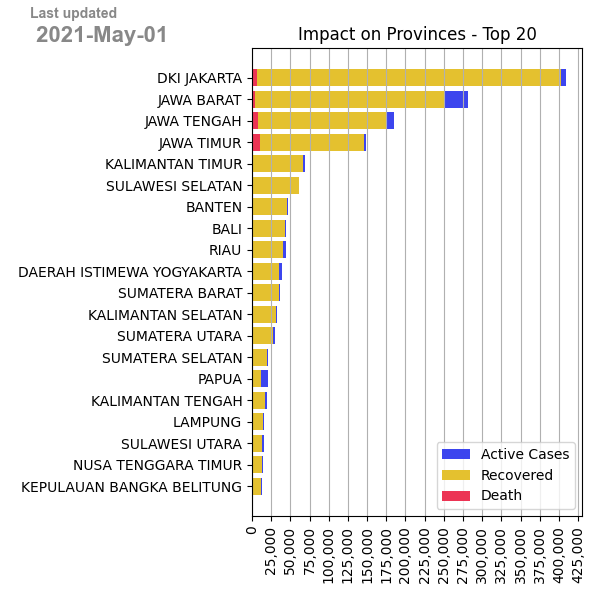 Last updated
2021-May-01
Impact on Provinces - Top 20
DKI JAKARTA
JAWA BARAT
JAWA TENGAH
JAWA TIMUR
KALIMANTAN TIMUR
SULAWESI SELATAN
BANTEN
BALI
RIAU
DAERAH ISTIMEWA YOGYAKARTA
SUMATERA BARAT
KALIMANTAN SELATAN
SUMATERA UTARA
SUMATERA SELATAN
PAPUA
KALIMANTAN TENGAH
LAMPUNG
SULAWESI UTARA
NUSA TENGGARA TIMUR
KEPULAUAN BANGKA BELITUNG
Active Cases
Recovered
Death
0
25,000
50,000
75,000
100,000
125,000
150,000
175,000
200,000
225,000
250,000
275,000
300,000
325,000
350,000
375,000
400,000
425,000